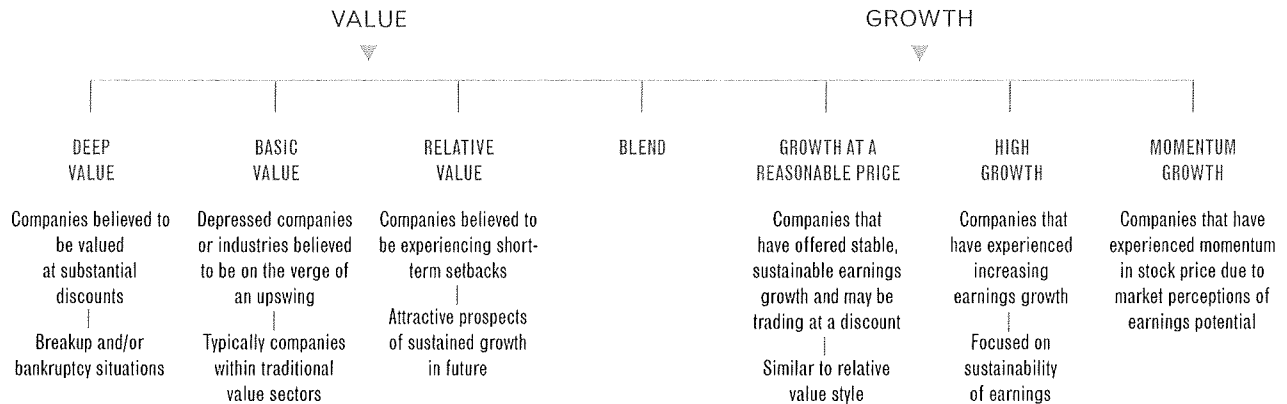 VALUE
GROWTH
DEEP
VALUE
Companies believed to
be valued
at substantial
discounts
Breakup and/or
bankruptcy situations
BASIC
VALUE
Depressed companies
or industries believed
to be on the verge of
an upswing
Typically companies
within traditional
value sectors
RELATIVE
VALUE
Companies believed to
be experiencing short-
term setbacks
Attractive prospects
of sustained growth
in future
BLEND
GROWTH AT A
REASONABLE PRICE
Companies that
have offered stable,
sustainable earnings
growth and may be
trading at a discount
Similar to relative
value style
HIGH
GROWTH
Companies that
have experienced
increasing
earnings growth
Focused on
sustainability
of earnings
MOMENTUM
GROWTH
Companies that have
experienced momentum
in stock price due to
market perceptions of
earnings potential